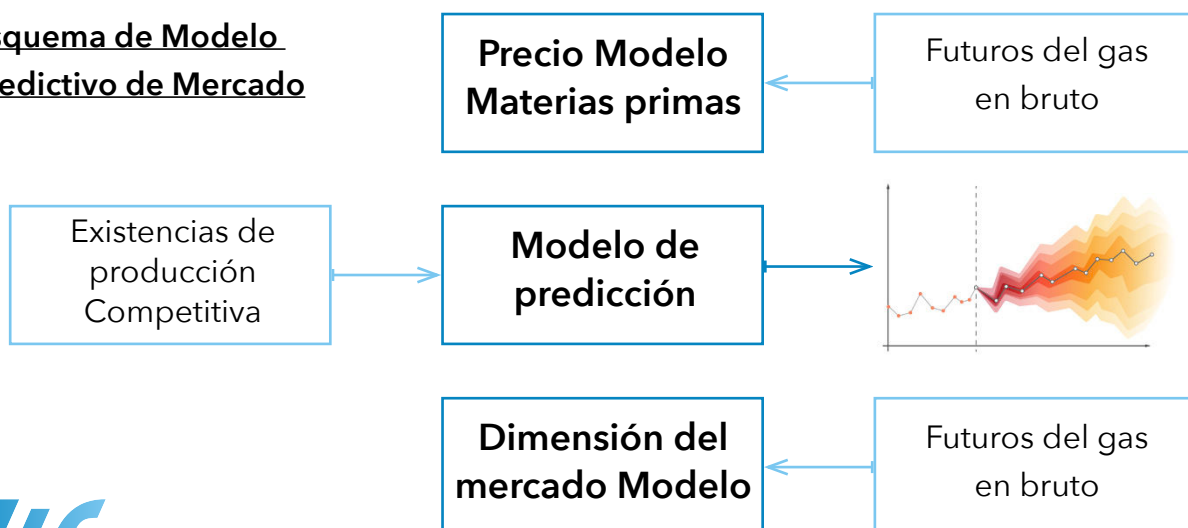 squema de Modelo
edictivo de Mercado
Precio Modelo
Materias primas
Futuros del gas
en bruto
Existencias de
producción
Competitiva
Modelo de
predicción
Dimensión del
mercado Modelo
Futuros del gas
en bruto